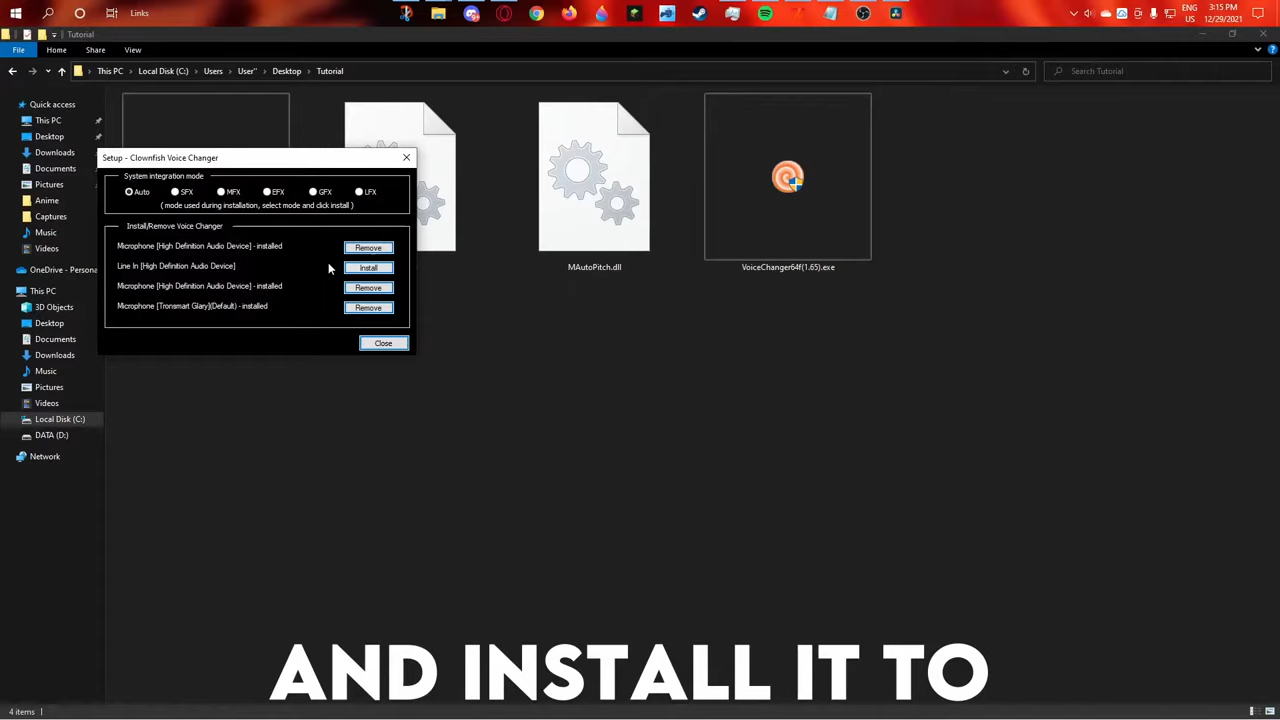 Links
ENG
US
3:15 PM
12/29/2021
Tutorial
File
Home
Share
View
This PC
Local Disk (C:)
Users
User"
Desktop
Tutorial
Search Tutorial
Quick access
This PC
Desktop
Downloads
Documents
Pictures
Anime
Captures
Music
Videos
OneDrive - Persona
This PC
3D Objects
Desktop
Documents
Downloads
Music
Pictures
Videos
Local Disk (C:)
DATA (D:)
Network
Setup - Clownfish Voice Changer
System integration mode
Auto
SFX
MFX
EFX
GFX
LFX
( mode used during installation, select mode and click install )
Install/Remove Voice Changer
Microphone [High Definition Audio Device] - installed
Remove
Line In [High Definition Audio Device]
Install
Microphone [High Definition Audio Device] - installed
Remove
Microphone [Tronsmart Glary](Default) - installed
Remove
Close
MAutoPitch.dll
VoiceChanger64f(1.65).exe
AND INSTALL IT TO
4 items